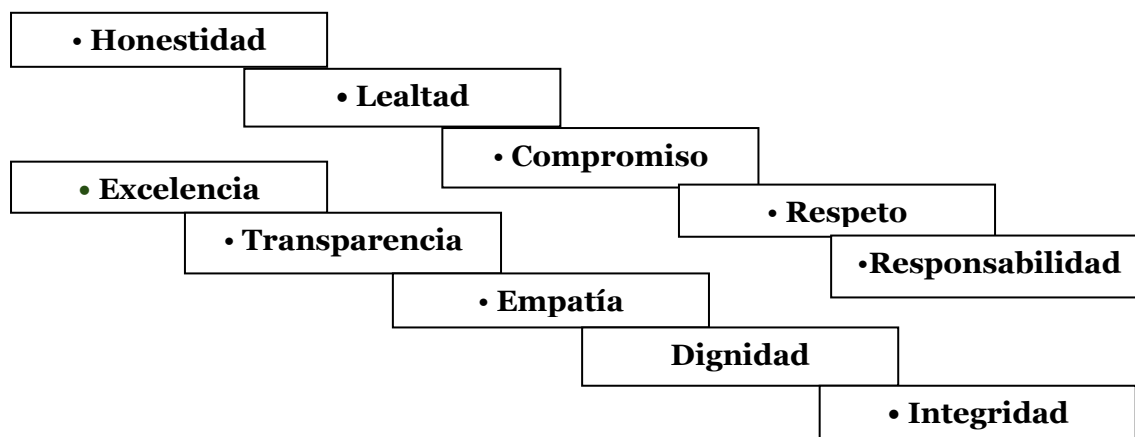 • Honestidad
• Lealtad
• Compromiso
• Respeto
•Responsabilidad
• Excelencia
• Transparencia
• Empatía
Dignidad
• Integridad